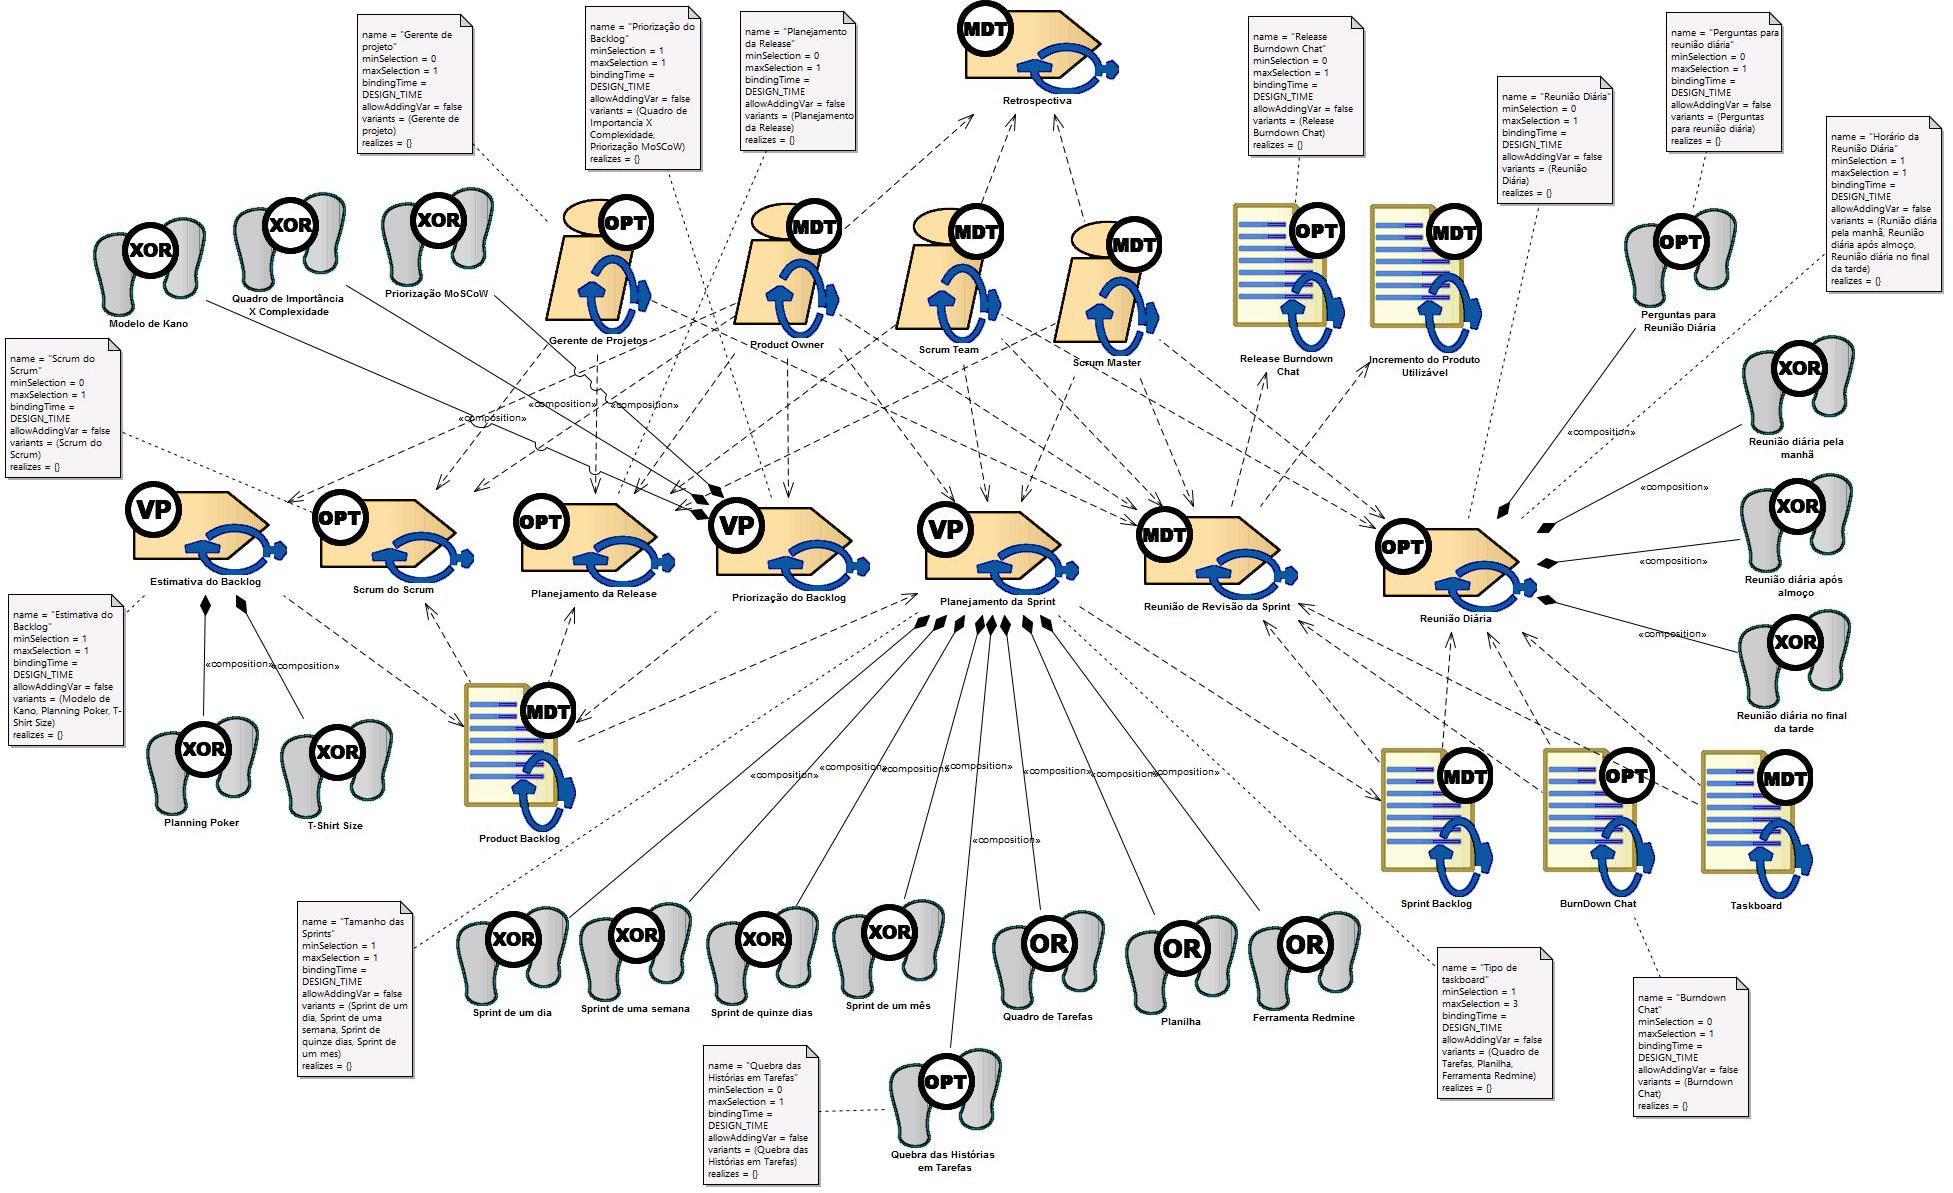 MDT
Retrospectiva
name = "Gerente de
projeto"
minSelection = 0
maxSelection = 1
bindingTime =
DESIGN_TIME
allowAddingVar = false
variants = (Gerente de
projeto)
realizes = {}
name = "Priorização do
Backlog"
minSelection = 1
maxSelection = 1
bindingTime =
DESIGN_TIME
allowAddingVar = false
variants = (Quadro de
Importancia X
Complexidade,
Priorização MoSCoW)
realizes = {}
name = "Planejamento
da Release"
minSelection = 0
maxSelection = 1
bindingTime =
DESIGN_TIME
allowAddingVar = false
variants = (Planejamento
da Release)
realizes = {}
name = "Release
Burndown Chat"
minSelection = 0
maxSelection = 1
bindingTime =
DESIGN_TIME
allowAddingVar = false
variants = (Release
Burndown Chat)
realizes = {}
name = "Reunião Diária"
minSelection = 0
maxSelection = 1
bindingTime =
DESIGN_TIME
allowAddingVar = false
variants = (Reunião
Diária)
realizes = {}
name = "Perguntas para
reunião diária"
minSelection = 0
maxSelection = 1
bindingTime =
DESIGN_TIME
allowAddingVar = false
variants = (Perguntas
para reunião diária)
realizes = {}
name = "Horário da
Reunião Diária"
minSelection = 1
maxSelection = 1
bindingTime =
DESIGN_TIME
allowAddingVar = false
variants = (Runião diária
pela manhã, Reunião
diária após almoço,
Reunião diária no final
da tarde)
realizes = {}
XOR
Modelo de Kano
XOR
Quadro de Importância
X Complexidade
XOR
Priorização MoSCoW
OPT
Gerente de Projetos
MDT
Product Owner
MDT
Scrum Team
MDT
Scrum Master
OPT
Release Burndown
Chat
MDT
Incremento do Produto
Utilizável
OPT
Perguntas para
Reunião Diária
XOR
Reunião diária pela
manhã
XOR
Reunião diária após
almoço
XOR
Reunião diária no final
da tarde
name = "Scrum do
Scrum"
minSelection = 0
maxSelection = 1
bindingTime =
DESIGN_TIME
allowAddingVar = false
variants = (Scrum do
Scrum)
realizes = {}
«composition»
«composition»
«composition»
«composition»
«composition»
«composition»
«composition»
VP
Estimativa do Backlog
OPT
Scrum do Scrum
OPT
Planejamento da Release
VP
Priorização do Backlog
VP
Planejamento da Sprint
MDT
Reunião de Revisão da Sprint
OPT
Reunião Diária
name = "Estimativa do
Backlog"
minSelection = 1
maxSelection = 1
bindingTime =
DESIGN_TIME
allowAddingVar = false
variants = (Modelo de
Kano, Planning Poker, T-
Shirt Size)
realizes = {}
«composition»
«composition»
XOR
Planning Poker
XOR
T-Shirt Size
MDT
Product Backlog
«composition»
«composition»
«composition»
«composition»
«composition»
«composition»
«composition»
«composition»
MDT
Sprint Backlog
OPT
BurnDown Chat
MDT
Taskboard
name = "Tamanho das
Sprints"
minSelection = 1
maxSelection = 1
bindingTime =
DESIGN_TIME
allowAddingVar = false
variants = (Sprint de um
dia, Sprint de uma
semana, Sprint de
quinze dias, Sprint de
um mes)
realizes = {}
XOR
Sprint de um dia
XOR
Sprint de uma semana
XOR
Sprint de quinze dias
XOR
Sprint de um mês
OR
Quadro de Tarefas
OR
Planilha
OR
Ferramenta Redmine
name = "Tipo de
taskboard"
minSelection = 1
maxSelection = 3
bindingTime =
DESIGN_TIME
allowAddingVar = false
variants = (Quadro de
Tarefas, Planilha,
Ferramenta Redmine)
realizes = {}
name = "Burndown
Chat"
minSelection = 0
maxSelection = 1
bindingTime =
DESIGN_TIME
allowAddingVar = false
variants = (Burndown
Chat)
realizes = {}
name = "Quebra das
Histórias em Tarefas"
minSelection = 0
maxSelection = 1
bindingTime =
DESIGN_TIME
allowAddingVar = false
variants = (Quebra das
Histórias em Tarefas)
realizes = {}
OPT
Quebra das Histórias
em Tarefas